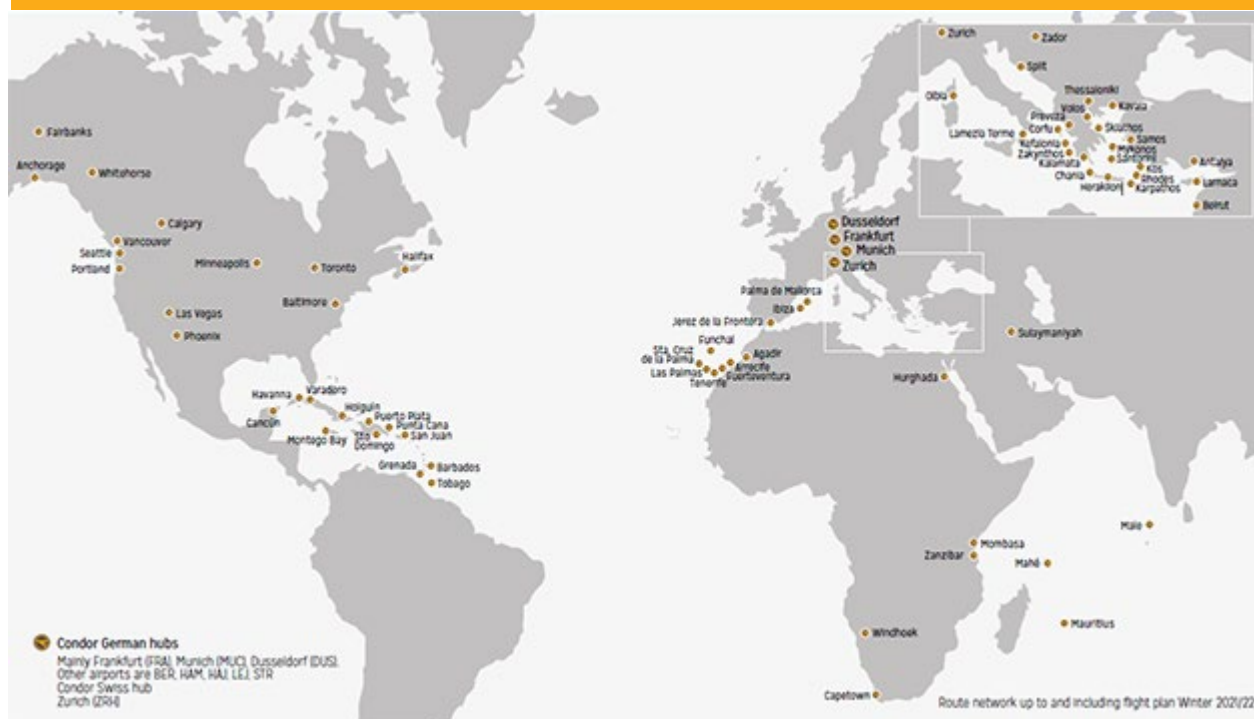 Fairbanks
Anchorage
Whitehorse
Calgary
Vancouver
Seattle
Portland
Minneapolis
Toronto
Halifax
Baltimore
Las Vegas
Phoenix
Havanna
Varadero
Cancún
Holguin
Puerto Plata
Punta Cana
Montego Bay
Sto.
Domingo
San Juan
Grenada
Barbados
Tobago
Dusseldorf
Frankfurt
Munich
Zurich
Palma de Mallorca
Ibiza
Jerez de la Frontera
Funchal
Sta. Cruz
de la Palma
Agadir
Arrecife
Las Palmas
Fuerteventura
Tenerife
Hurghada
Sulaymaniyah
Male
Mombasa
Zanzibar
Mahé
Mauritius
Windhoek
Capetown
Zurich
Zador
Split
Olbia
Thessaloniki
Volos
Kavala
Preveza
Lamezia Terme
Corfu
Skiathos
Kefalonia
Samos
Zakynthos
Mykonos
Kalamata
Santorini
Antalya
Chania
Kos
Heraklion
Rhodes
Karpathos
Larnaca
Beirut
Condor German hubs
Mainly Frankfurt (FRA), Munich (MUC), Dusseldorf (DUS).
Other airports are BER, HAM, HAJ, LEJ, STR
Condor Swiss hub
Zurich (ZRH)
Route network up to and including flight plan Winter 2021/22